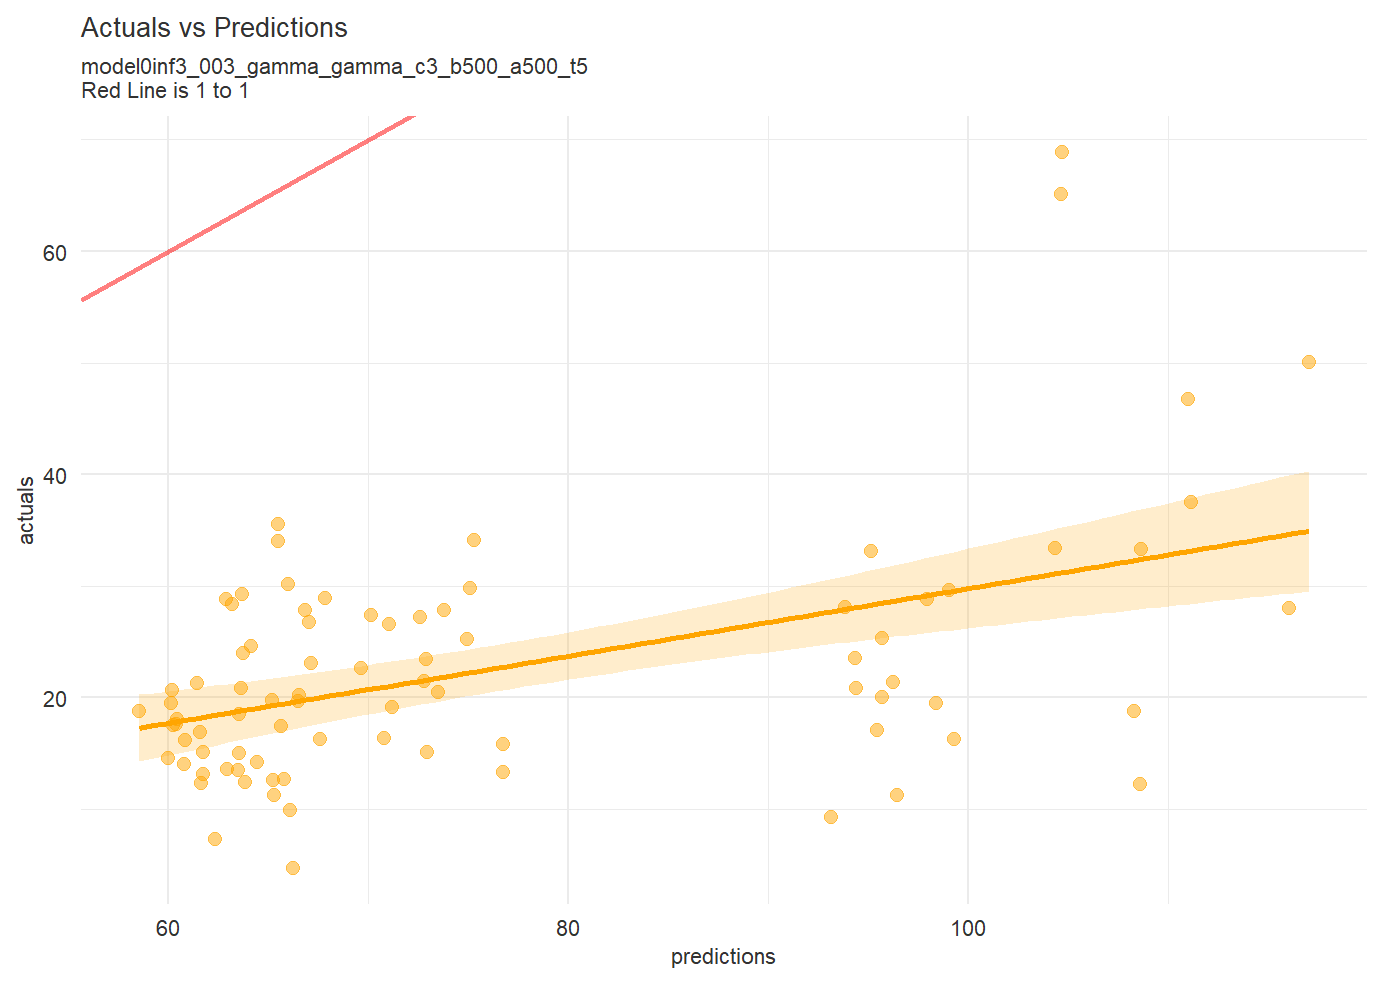 Actuals vs Predictions
model0inf3_003_gamma_gamma_c3_b500_a500_t5
Red Line is 1 to 1
60
40
20
actuals
60
80
100
predictions